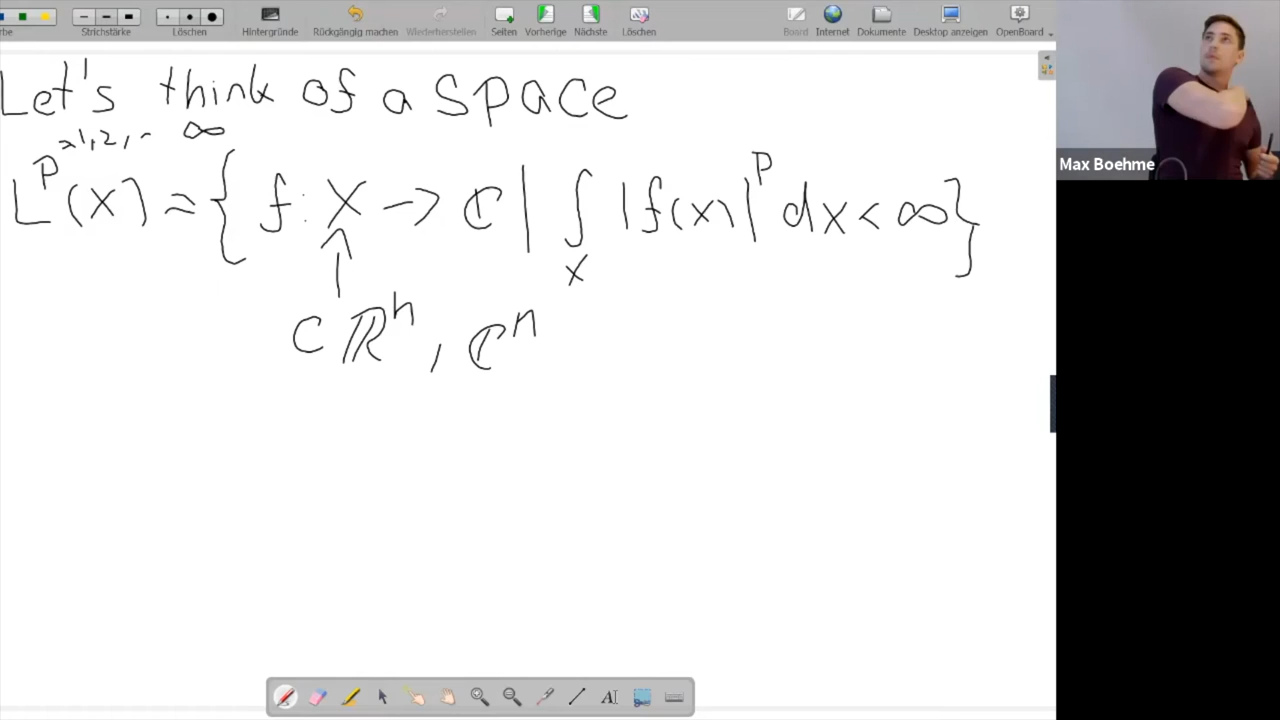 rbe Strichstärke Löschen Hintergründe Rückgängig machen Wiederherstellen Seiten Vorherige Nächste Löschen Board Internet Dokumente Desktop anzeigen OpenBoard
Let's think of a space
L^{p=1,2,.. ∞}(X) = { f: X → ℂ | ∫_X |f(x)|^p dx < ∞ }
↑
⊂ ℝ^n, ℂ^n
Max Boehme